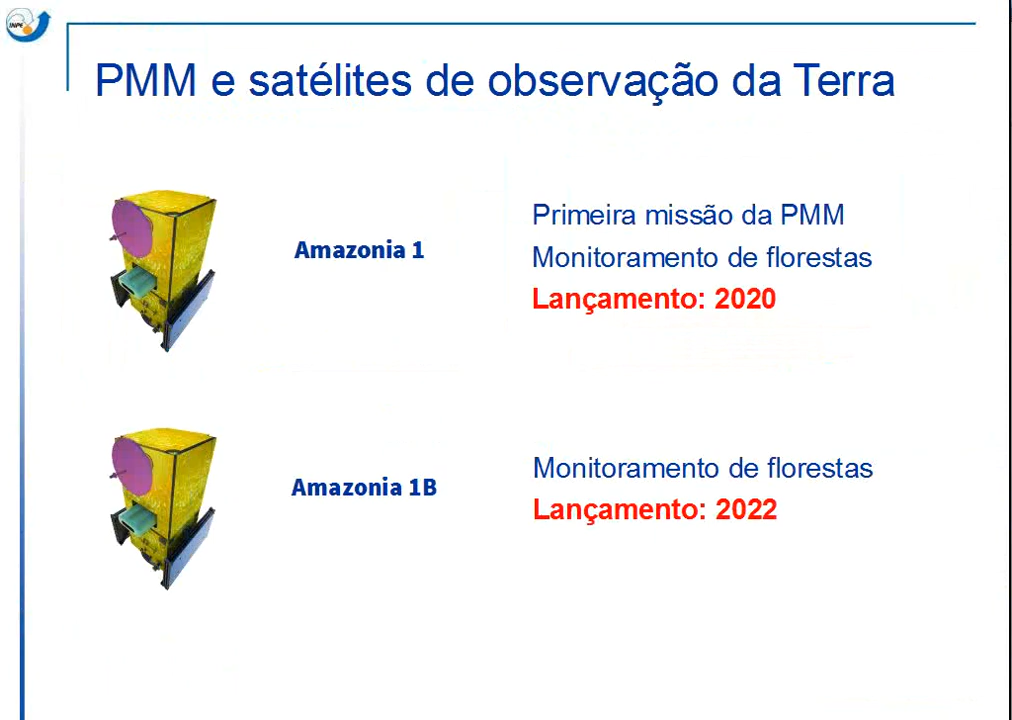 INPE
PMM e satélites de observação da Terra
Amazonia 1
Primeira missão da PMM
Monitoramento de florestas
Lançamento: 2020
Amazonia 1B
Monitoramento de florestas
Lançamento: 2022